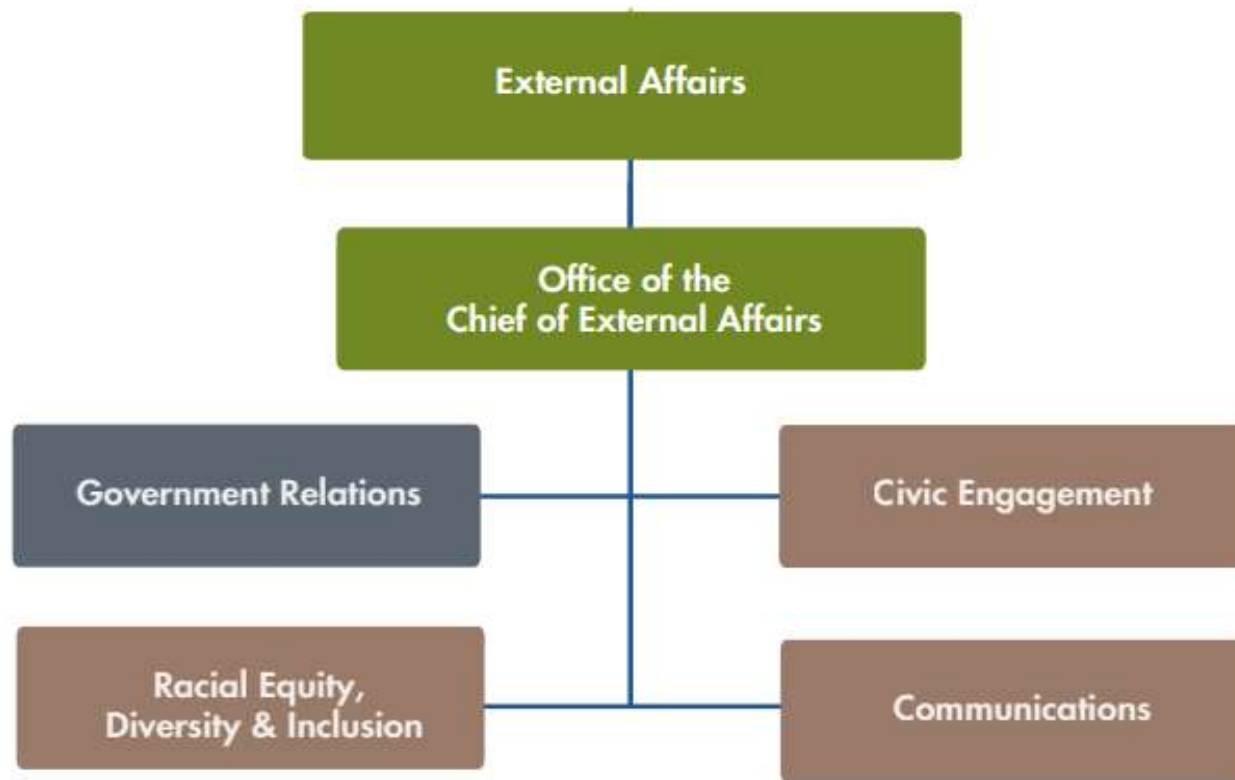 External Affairs
Office of the
Chief of External Affairs
Government Relations
Civic Engagement
Racial Equity,
Diversity & Inclusion
Communications